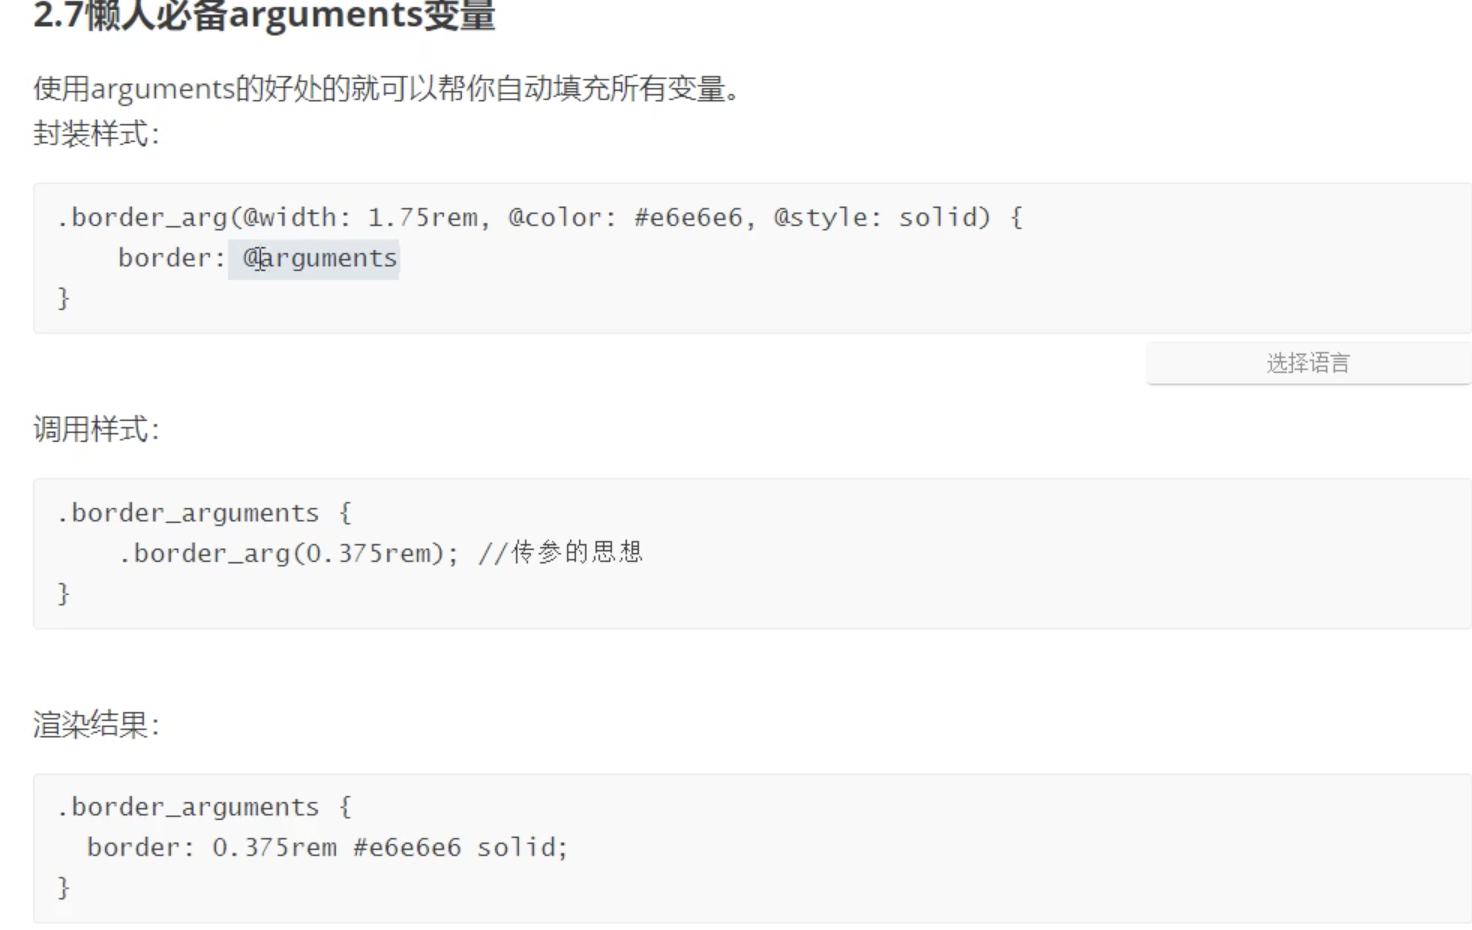 2.7懒人必备arguments变量
使用arguments的好处的就可以帮你自动填充所有变量。
封装样式：
.border_arg(@width: 1.75rem, @color: #e6e6e6, @style: solid) {
border: @arguments
}
选择语言
调用样式：
.border_arguments {
.border_arg(0.375rem); //传参的思想
}
渲染结果：
.border_arguments {
border: 0.375rem #e6e6e6 solid;
}